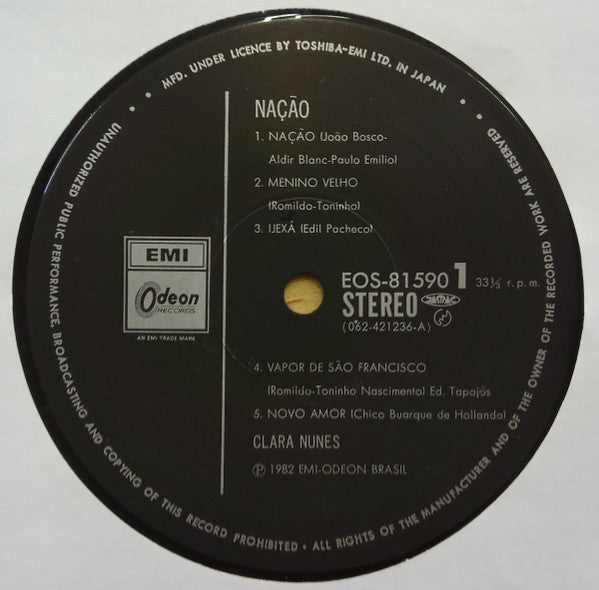 MFD. UNDER LICENCE BY TOSHIBA-EMI LTD. IN JAPAN
UNAUTHORIZED PUBLIC PERFORMANCE, BROADCASTING AND COPYING OF THIS RECORD PROHIBITED • ALL RIGHTS OF THE MANUFACTURER AND OF THE OWNER OF THE RECORDED WORK ARE RESERVED
NAÇÃO
1. NAÇÃO (João Bosco-
Aldir Blanc-Paulo Emilio)
2. MENINO VELHO
(Romildo-Toninho)
3. IJEXÁ (Edil Pacheco)
EMI
Odeon
RECORDS
AN EMI TRADE MARK
EOS-81590 1 33⅓ r.p.m.
STEREO
(062-421236-A)
4. VAPOR DE SÃO FRANCISCO
(Romildo-Toninho Nascimento) Ed. Tapajós
5. NOVO AMOR (Chico Buarque de Hollanda)
CLARA NUNES
Ⓟ 1982 EMI-ODEON BRASIL